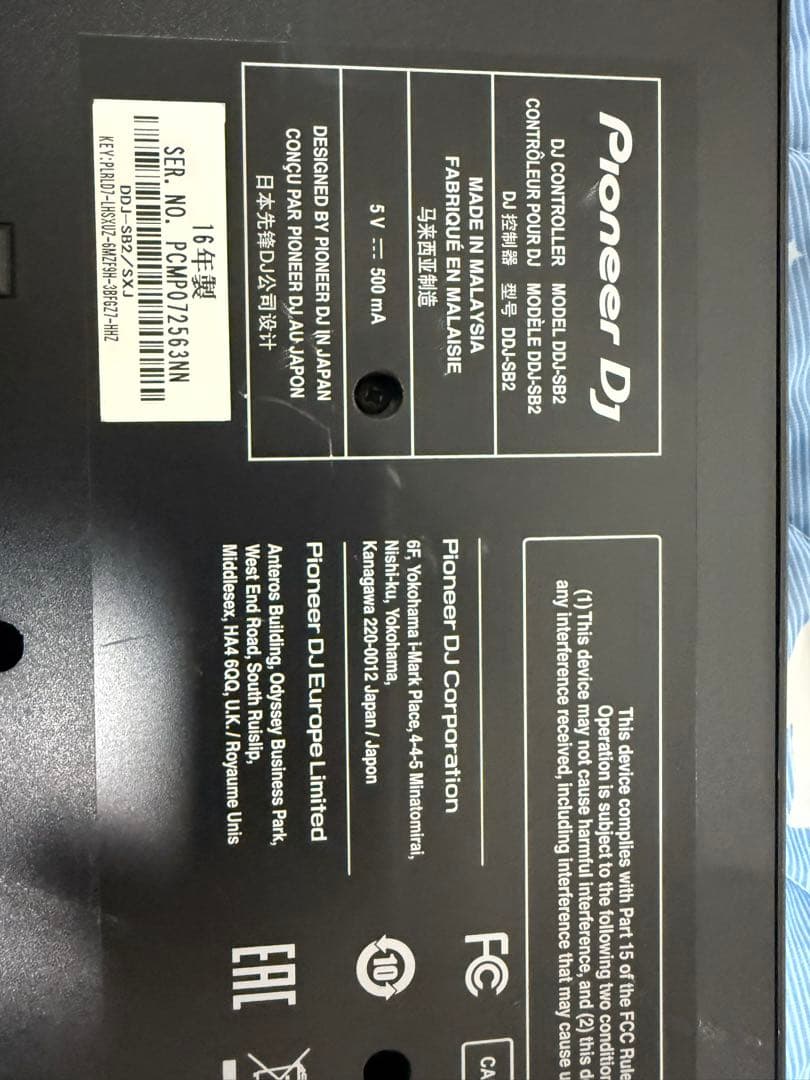 Pioneer DJ
DJ CONTROLLER MODEL DDJ-SB2
CONTRÔLEUR POUR DJ MODÈLE DDJ-SB2
DJ 控制器 型号 DDJ-SB2
MADE IN MALAYSIA
FABRIQUÉ EN MALAISIE
马来西亚制造
5 V ⎓ 500 mA
DESIGNED BY PIONEER DJ IN JAPAN
CONÇU PAR PIONEER DJ AU JAPON
日本先锋DJ公司设计
16年製
SER. NO. PCMP072563NN
DDJ-SB2/SXJ
KEY:PLRLD7-LHSXUZ-6MZF9H-3BFGZ7-HHZ
This device complies with Part 15 of the FCC Rule
Operation is subject to the following two condition
(1) This device may not cause harmful interference, and (2) this d
any interference received, including interference that may cause u
Pioneer DJ Corporation
6F, Yokohama i-Mark Place, 4-4-5 Minatomirai,
Nishi-ku, Yokohama,
Kanagawa 220-0012 Japan / Japon
Pioneer DJ Europe Limited
Anteros Building, Odyssey Business Park,
West End Road, South Ruislip,
Middlesex, HA4 6QQ, U.K. / Royaume Unis
FC
CA
10
EAC